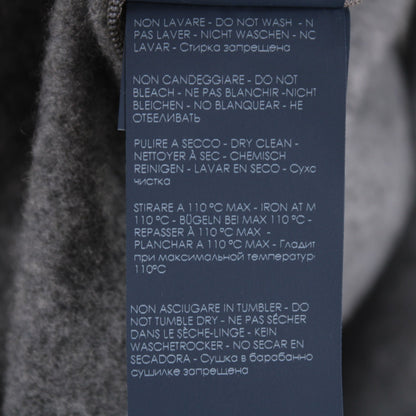 NON LAVARE - DO NOT WASH - N
PAS LAVER - NICHT WASCHEN - NO
LAVAR - Стирка запрещена
NON CANDEGGIARE - DO NOT
BLEACH - NE PAS BLANCHIR -NICHT
BLEICHEN - NO BLANQUEAR - НЕ
ОТБЕЛИВАТЬ
PULIRE A SECCO - DRY CLEAN -
NETTOYER À SEC - CHEMISCH
REINIGEN - LAVAR EN SECO - Сухо
чистка
STIRARE A 110 ºC MAX - IRON AT M
110 ºC - BÜGELN BEI MAX 110 ºC -
REPASSER À 110 ºC MAX -
PLANCHAR A 110 ºC MAX - Гладит
при максимальной температур
110ºC
NON ASCIUGARE IN TUMBLER - DO
NOT TUMBLE DRY - NE PAS SÉCHER
DANS LE SÈCHE-LINGE - KEIN
WASCHETROCKER - NO SECAR EN
SECADORA - Сушка в барабанно
сушилке запрещена